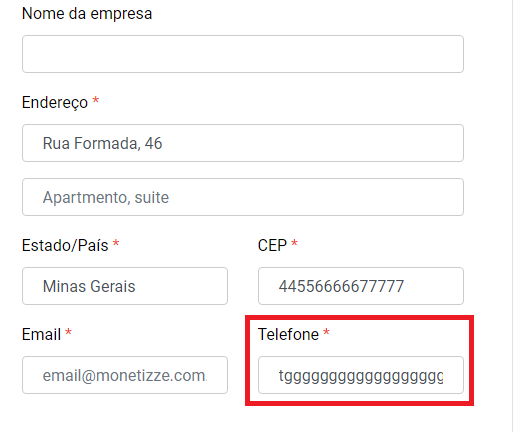 Nome da empresa
Endereço *
Rua Formada, 46
Apartmento, suite
Estado/País * CEP *
Minas Gerais 44556666677777
Email * Telefone *
email@monetizze.com tgggggggggggggggggg